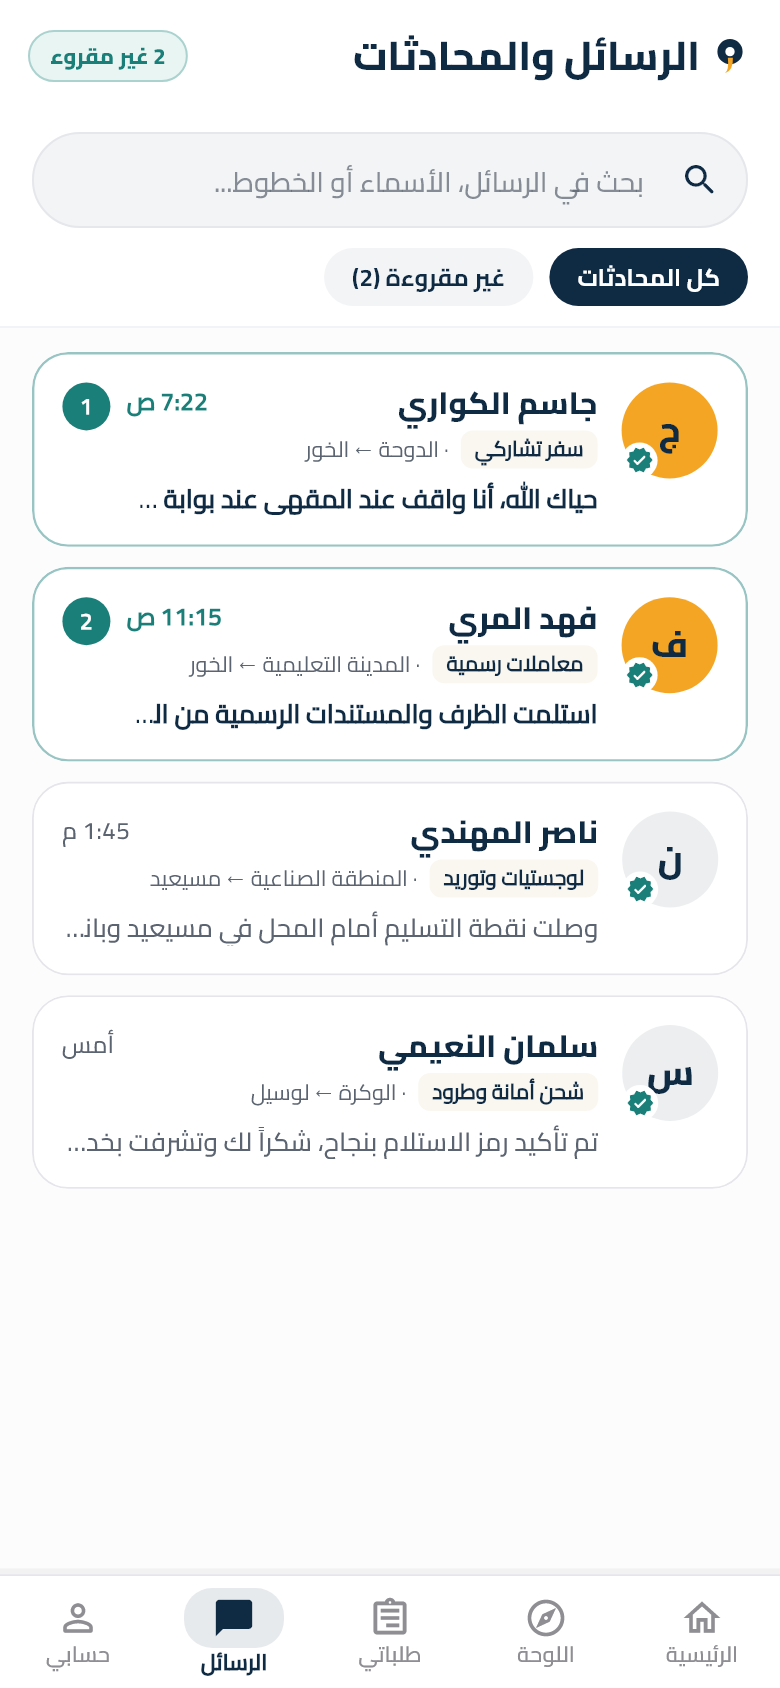 الرسائل والمحادثات
2 غير مقروء
بحث في الرسائل، الأسماء أو الخطوط...
كل المحادثات
غير مقروءة (2)
ج
جاسم الكواري
7:22 ص
1
سفر تشاركي · الدوحة ← الخور
حياك الله، أنا واقف عند المقهى عند بوابة ...
ف
فهد المري
11:15 ص
2
معاملات رسمية · المدينة التعليمية ← الخور
استلمت الظرف والمستندات الرسمية من الـ...
ن
ناصر المهندي
1:45 م
لوجستيات وتوريد · المنطقة الصناعية ← مسيعيد
وصلت نقطة التسليم أمام المحل في مسيعيد وبانـ...
س
سلمان النعيمي
أمس
شحن أمانة وطرود · الوكرة ← لوسيل
تم تأكيد رمز الاستلام بنجاح، شكراً لك وتشرفت بخد...
الرئيسية
اللوحة
طلباتي
الرسائل
حسابي